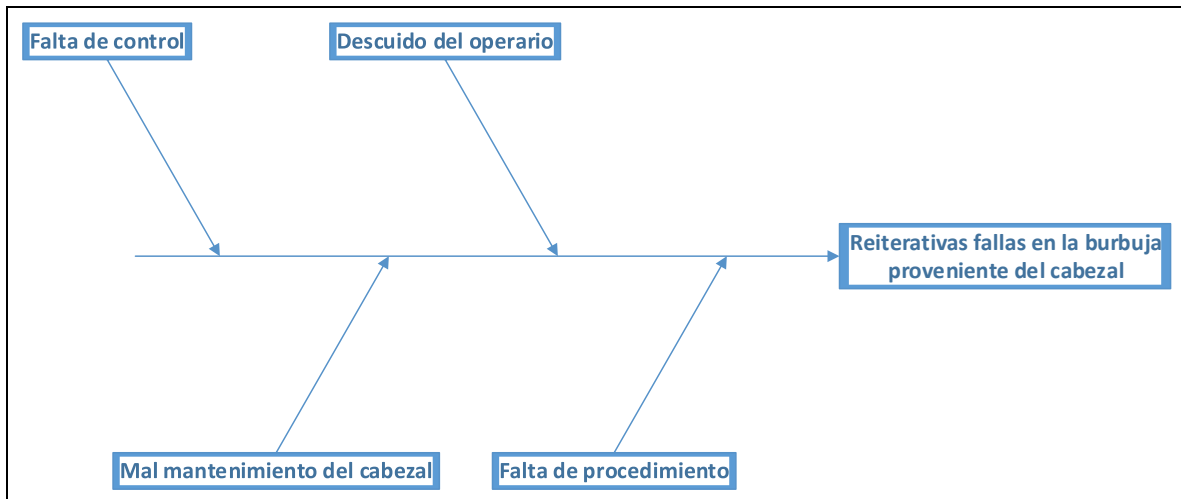 Falta de control
Descuido del operario
Reiterativas fallas en la burbuja
proveniente del cabezal
Mal mantenimiento del cabezal
Falta de procedimiento